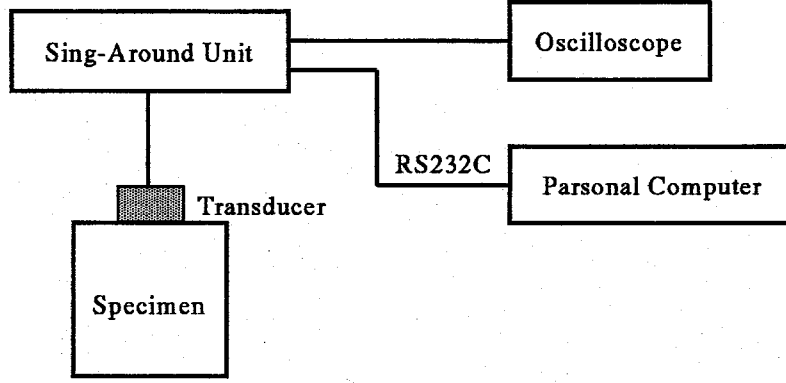 Sing-Around Unit
Oscilloscope
RS232C
Parsonal Computer
Transducer
Specimen